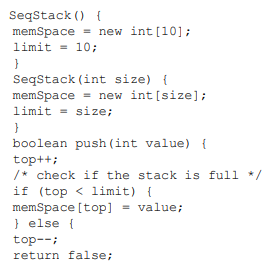 SeqStack() {
memSpace = new int[10];
limit = 10;
}
SeqStack(int size) {
memSpace = new int[size];
limit = size;
}
boolean push(int value) {
top++;
/* check if the stack is full */
if (top < limit) {
memSpace[top] = value;
} else {
top--;
return false;